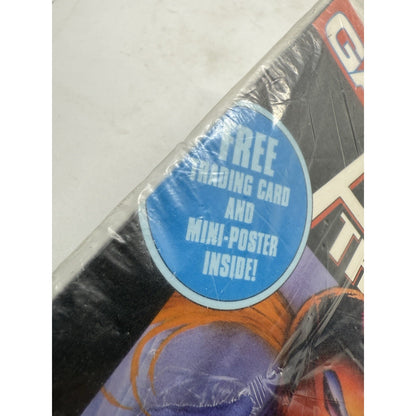 FREE
TRADING CARD
AND
MINI-POSTER
INSIDE!